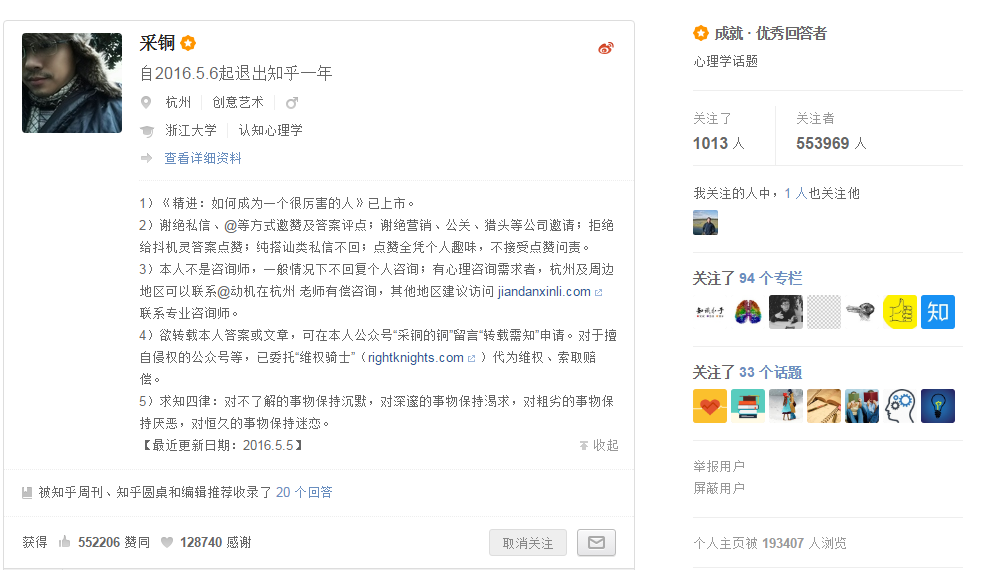 采铜
自2016.5.6起退出知乎一年
杭州 创意艺术
浙江大学 认知心理学
查看详细资料
1）《精进：如何成为一个很厉害的人》已上市。
2）谢绝私信、@等方式邀赞及答案评点；谢绝营销、公关、猎头等公司邀请；拒绝
给抖机灵答案点赞；纯搭讪类私信不回；点赞全凭个人趣味，不接受点赞问责。
3）本人不是咨询师，一般情况下不回复个人咨询；有心理咨询需求者，杭州及周边
地区可以联系@动机在杭州 老师有偿咨询，其他地区建议访问 jiandanxinli.com
联系专业咨询师。
4）欲转载本人答案或文章，可在本人公众号“采铜的铜”留言“转载需知”申请。对于擅
自侵权的公众号等，已委托“维权骑士”（rightknights.com ）代为维权、索取赔
偿。
5）求知四律：对不了解的事物保持沉默，对深邃的事物保持渴求，对粗劣的事物保
持厌恶，对恒久的事物保持迷恋。
【最近更新日期：2016.5.5】
收起
被知乎周刊、知乎圆桌和编辑推荐收录了 20 个回答
获得 552206 赞同 128740 感谢
取消关注
成就 · 优秀回答者
心理学话题
关注了 关注者
1013 人 553969 人
我关注的人中，1 人也关注他
关注了 94 个专栏
知
关注了 33 个话题
举报用户
屏蔽用户
个人主页被 193407 人浏览